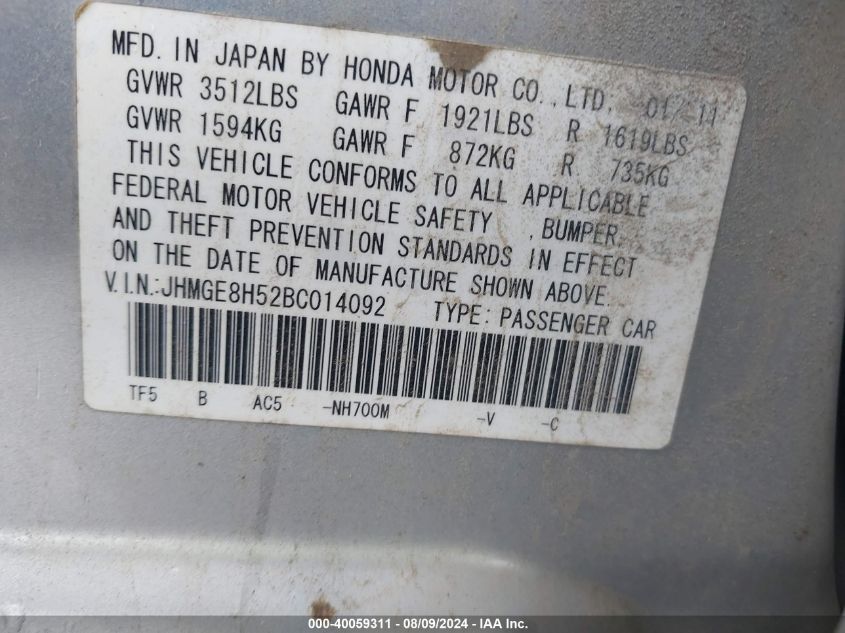 MFD. IN JAPAN BY HONDA MOTOR CO., LTD. 01/11
GVWR 3512LBS GAWR F 1921LBS R 1619LBS
GVWR 1594KG GAWR F 872KG R 735KG
THIS VEHICLE CONFORMS TO ALL APPLICABLE
FEDERAL MOTOR VEHICLE SAFETY , BUMPER,
AND THEFT PREVENTION STANDARDS IN EFFECT
ON THE DATE OF MANUFACTURE SHOWN ABOVE.
V.I.N.:JHMGE8H52BC014092 TYPE: PASSENGER CAR
TF5 B AC5 -NH700M -V -C
000-40059311 - 08/09/2024 - IAA Inc.